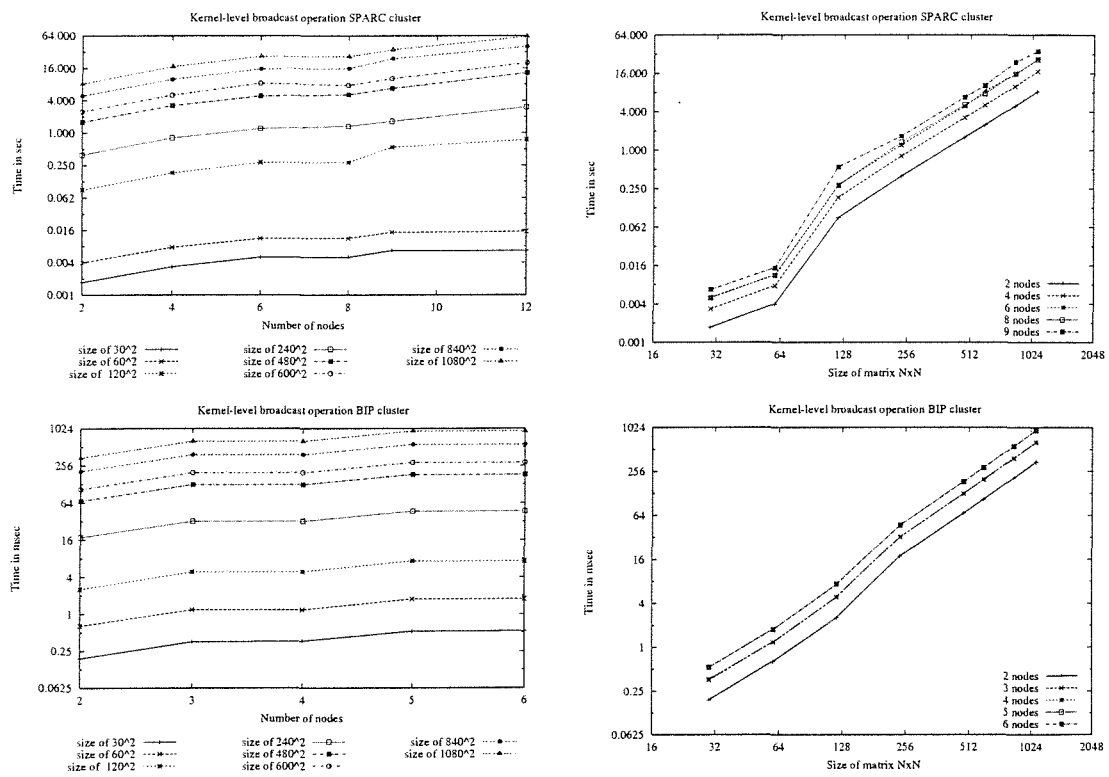 Kernel-level broadcast operation SPARC cluster
64.000
16.000
4.000
1.000
0.250
0.062
0.016
0.004
0.001
Time in sec
2 4 6 8 10 12
Number of nodes
size of 30^2
size of 60^2
size of 120^2
size of 240^2
size of 480^2
size of 600^2
size of 840^2
size of 1080^2
Kernel-level broadcast operation SPARC cluster
64.000
16.000
4.000
1.000
0.250
0.062
0.016
0.004
0.001
Time in sec
2 nodes
4 nodes
6 nodes
8 nodes
9 nodes
16 32 64 128 256 512 1024 2048
Size of matrix NxN
Kernel-level broadcast operation BIP cluster
1024
256
64
16
4
1
0.25
0.0625
Time in msec
2 3 4 5 6
Number of nodes
size of 30^2
size of 60^2
size of 120^2
size of 240^2
size of 480^2
size of 600^2
size of 840^2
size of 1080^2
Kernel-level broadcast operation BIP cluster
1024
256
64
16
4
1
0.25
0.0625
Time in msec
2 nodes
3 nodes
4 nodes
5 nodes
6 nodes
16 32 64 128 256 512 1024 2048
Size of matrix NxN